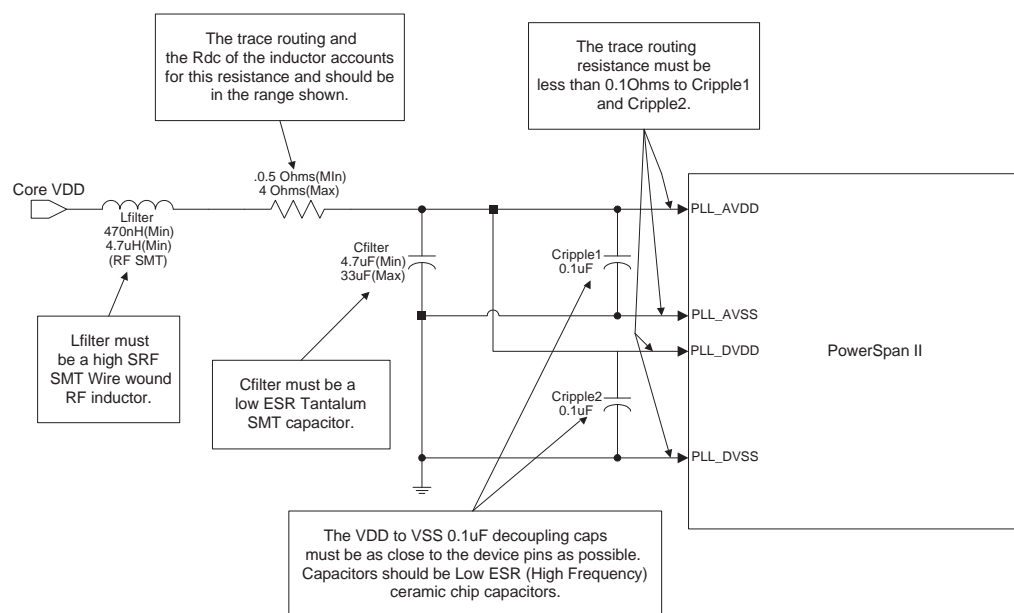 The trace routing and
the Rdc of the inductor accounts
for this resistance and should be
in the range shown.
The trace routing
resistance must be
less than 0.1Ohms to Cripple1
and Cripple2.
Core VDD
.0.5 Ohms(MIn)
4 Ohms(Max)
Lfilter
470nH(Min)
4.7uH(Min)
(RF SMT)
Cfilter
4.7uF(Min)
33uF(Max)
Cripple1
0.1uF
PLL_AVDD
PLL_AVSS
PLL_DVDD
PowerSpan II
Lfilter must
be a high SRF
SMT Wire wound
RF inductor.
Cfilter must be a
low ESR Tantalum
SMT capacitor.
Cripple2
0.1uF
PLL_DVSS
The VDD to VSS 0.1uF decoupling caps
must be as close to the device pins as possible.
Capacitors should be Low ESR (High Frequency)
ceramic chip capacitors.